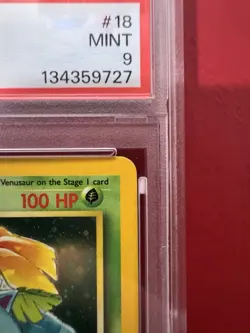 #18
MINT
9
134359727
Venusaur on the Stage 1 card
100 HP